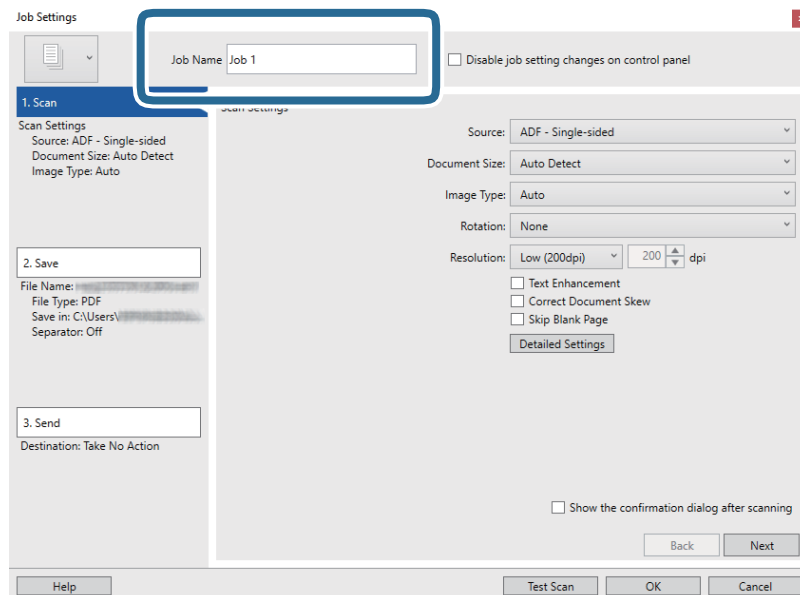 Job Settings
Job Name Job 1
Disable job setting changes on control panel
1. Scan
Scan Settings
Source: ADF - Single-sided
Document Size: Auto Detect
Image Type: Auto
2. Save
File Name:
File Type: PDF
Save in: C:\Users\
Separator: Off
3. Send
Destination: Take No Action
Scan Settings
Source: ADF - Single-sided
Document Size: Auto Detect
Image Type: Auto
Rotation: None
Resolution: Low (200dpi) 200 dpi
Text Enhancement
Correct Document Skew
Skip Blank Page
Detailed Settings
Show the confirmation dialog after scanning
Back Next
Help Test Scan OK Cancel